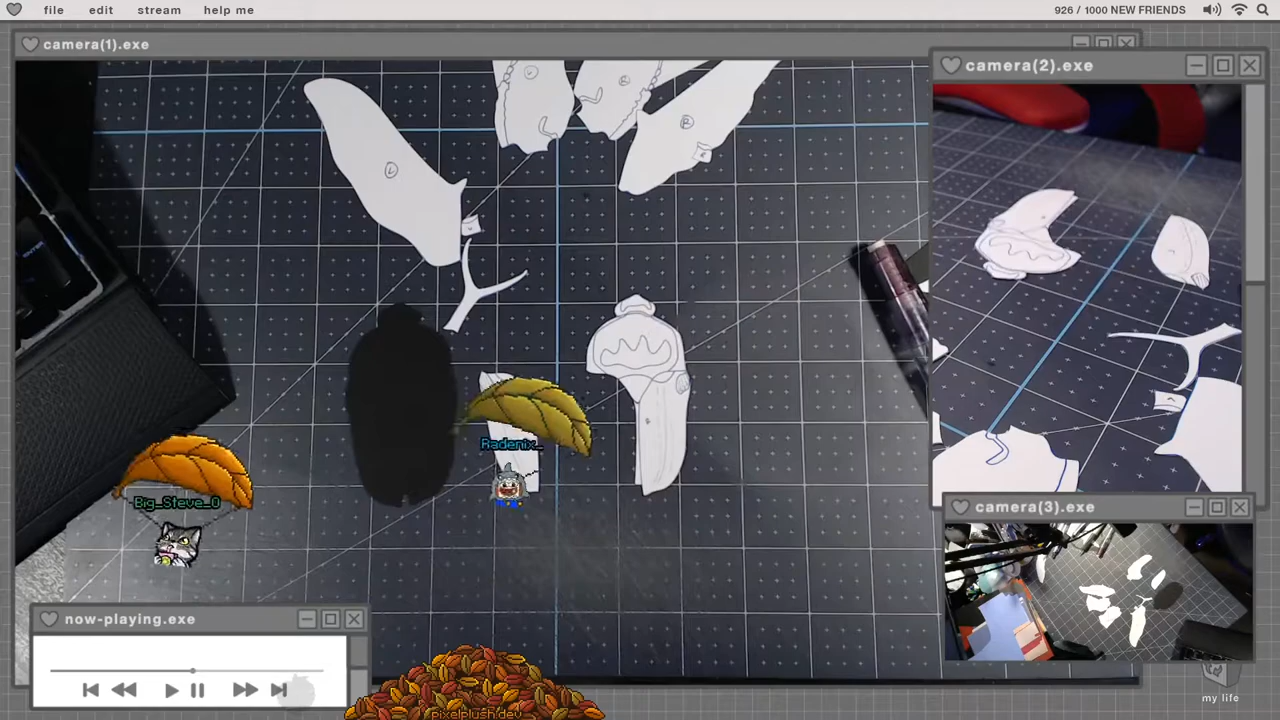 file edit stream help me
926 / 1000 NEW FRIENDS
camera(1).exe
camera(2).exe
L
R
R
Radenix_
Big_Steve_0
camera(3).exe
now-playing.exe
my life
pixelplush.dev